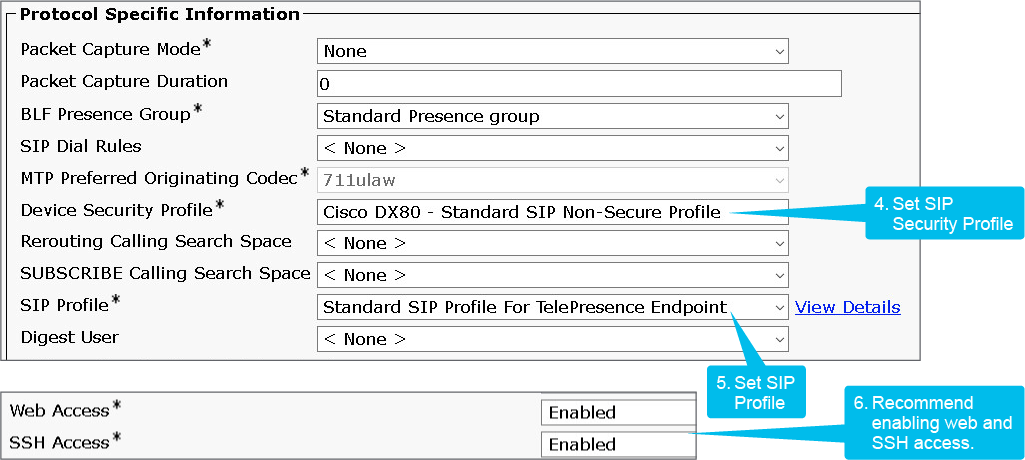 Protocol Specific Information
Packet Capture Mode* None
Packet Capture Duration 0
BLF Presence Group* Standard Presence group
SIP Dial Rules < None >
MTP Preferred Originating Codec* 711ulaw
Device Security Profile* Cisco DX80 - Standard SIP Non-Secure Profile
4. Set SIP
Security Profile
Rerouting Calling Search Space < None >
SUBSCRIBE Calling Search Space < None >
SIP Profile* Standard SIP Profile For TelePresence Endpoint View Details
Digest User < None >
5. Set SIP
Profile
Web Access* Enabled
SSH Access* Enabled
6. Recommend
enabling web and
SSH access.